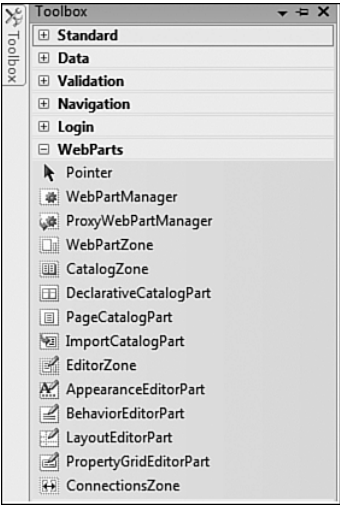 Toolbox
Toolbox
Standard
Data
Validation
Navigation
Login
WebParts
Pointer
WebPartManager
ProxyWebPartManager
WebPartZone
CatalogZone
DeclarativeCatalogPart
PageCatalogPart
ImportCatalogPart
EditorZone
AppearanceEditorPart
BehaviorEditorPart
LayoutEditorPart
PropertyGridEditorPart
ConnectionsZone